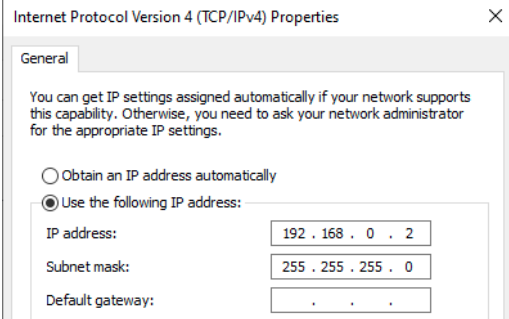 Internet Protocol Version 4 (TCP/IPv4) Properties
General
You can get IP settings assigned automatically if your network supports
this capability. Otherwise, you need to ask your network administrator
for the appropriate IP settings.
Obtain an IP address automatically
Use the following IP address:
IP address: 192 . 168 . 0 . 2
Subnet mask: 255 . 255 . 255 . 0
Default gateway: . . .